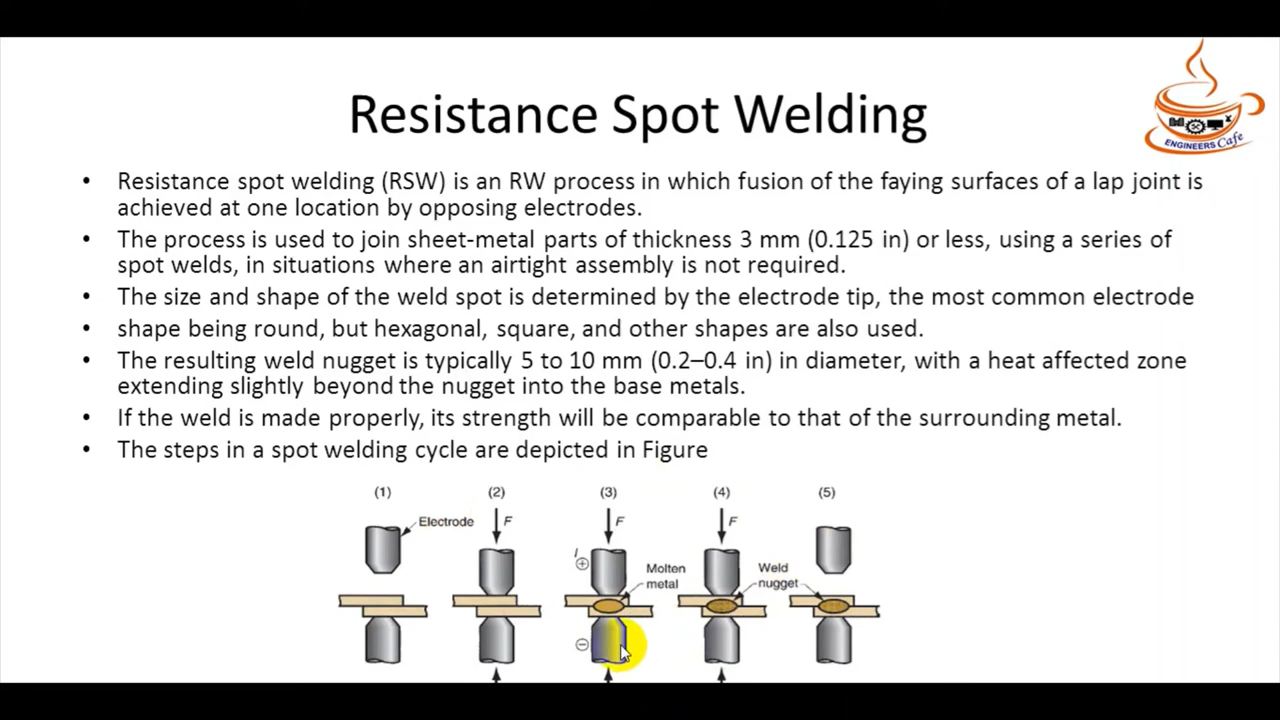 Resistance Spot Welding
ENGINEERS Cafe
• Resistance spot welding (RSW) is an RW process in which fusion of the faying surfaces of a lap joint is
achieved at one location by opposing electrodes.
• The process is used to join sheet-metal parts of thickness 3 mm (0.125 in) or less, using a series of
spot welds, in situations where an airtight assembly is not required.
• The size and shape of the weld spot is determined by the electrode tip, the most common electrode
• shape being round, but hexagonal, square, and other shapes are also used.
• The resulting weld nugget is typically 5 to 10 mm (0.2–0.4 in) in diameter, with a heat affected zone
extending slightly beyond the nugget into the base metals.
• If the weld is made properly, its strength will be comparable to that of the surrounding metal.
• The steps in a spot welding cycle are depicted in Figure
(1) (2) (3) (4) (5)
Electrode F F F
I
+
Molten
metal
Weld
nugget
−